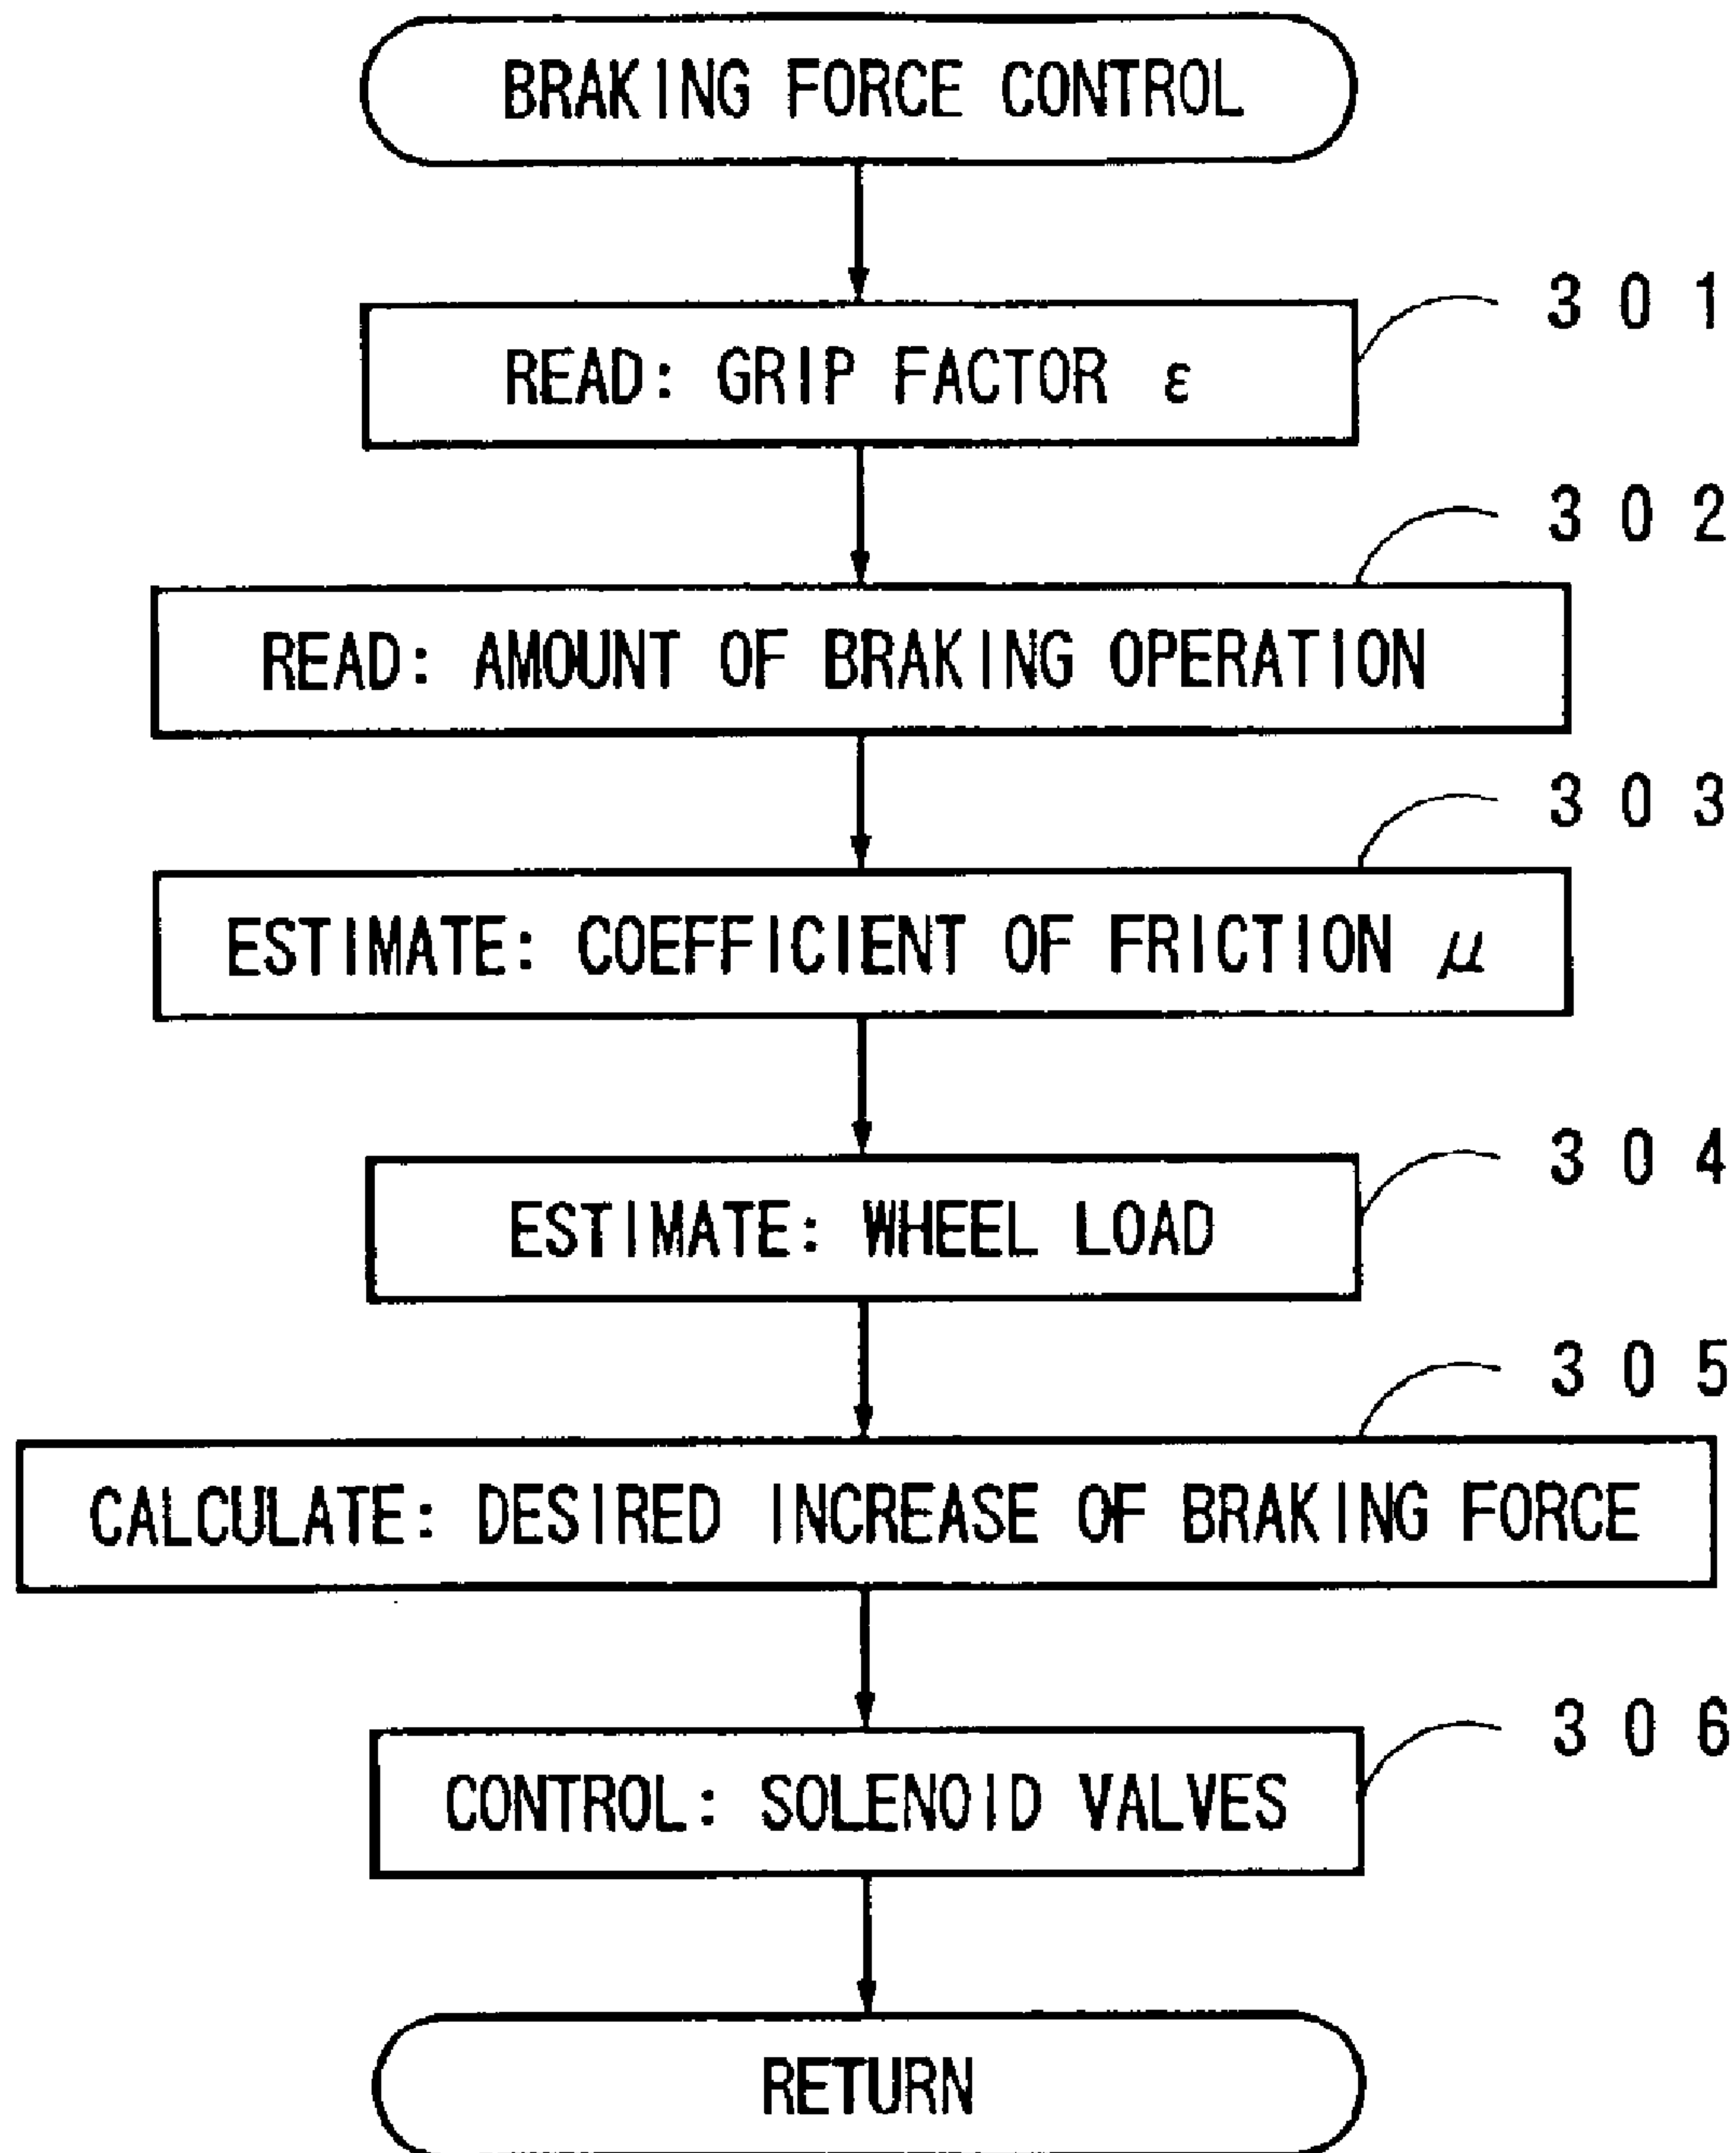 BRAKING FORCE CONTROL
301
READ: GRIP FACTOR ε
302
READ: AMOUNT OF BRAKING OPERATION
303
ESTIMATE: COEFFICIENT OF FRICTION μ
304
ESTIMATE: WHEEL LOAD
305
CALCULATE: DESIRED INCREASE OF BRAKING FORCE
306
CONTROL: SOLENOID VALVES
RETURN